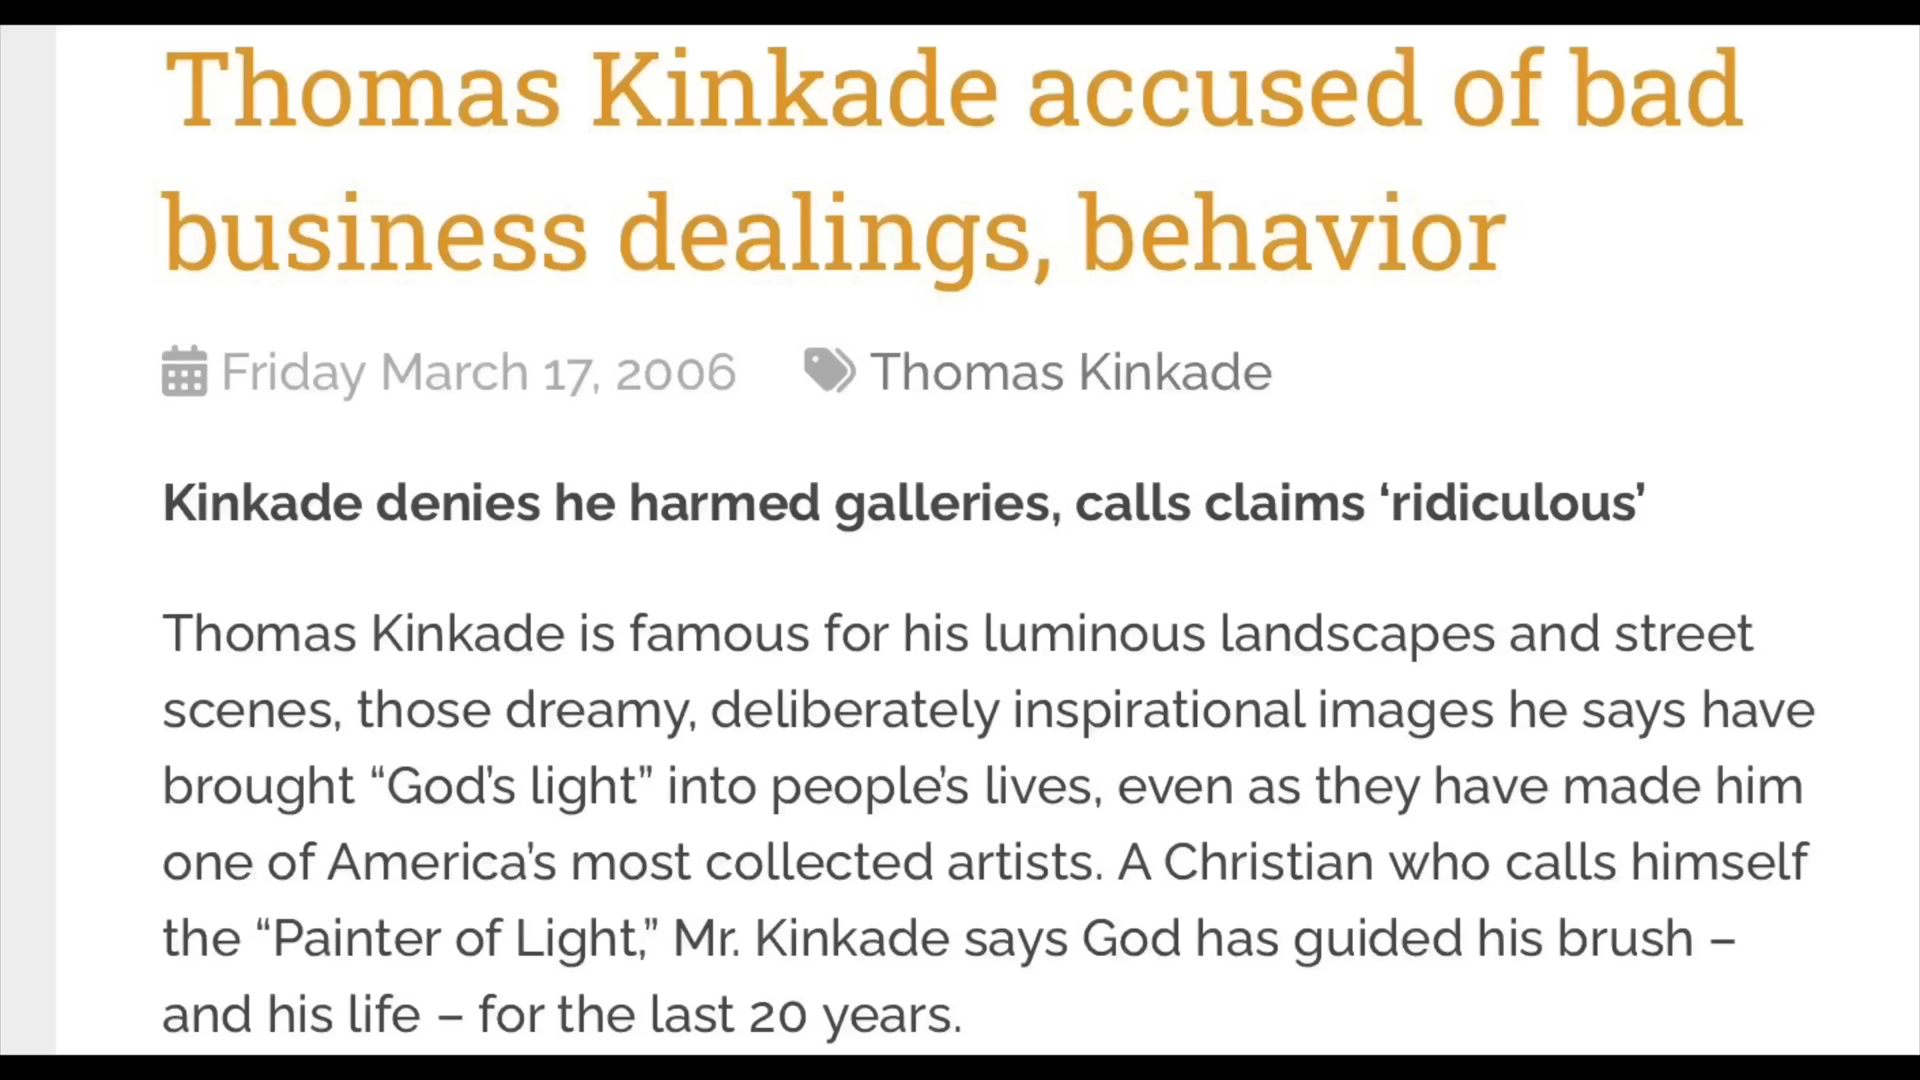 Thomas Kinkade accused of bad
business dealings, behavior
Friday March 17, 2006 Thomas Kinkade
Kinkade denies he harmed galleries, calls claims ‘ridiculous’
Thomas Kinkade is famous for his luminous landscapes and street
scenes, those dreamy, deliberately inspirational images he says have
brought “God’s light” into people’s lives, even as they have made him
one of America’s most collected artists. A Christian who calls himself
the “Painter of Light,” Mr. Kinkade says God has guided his brush –
and his life – for the last 20 years.